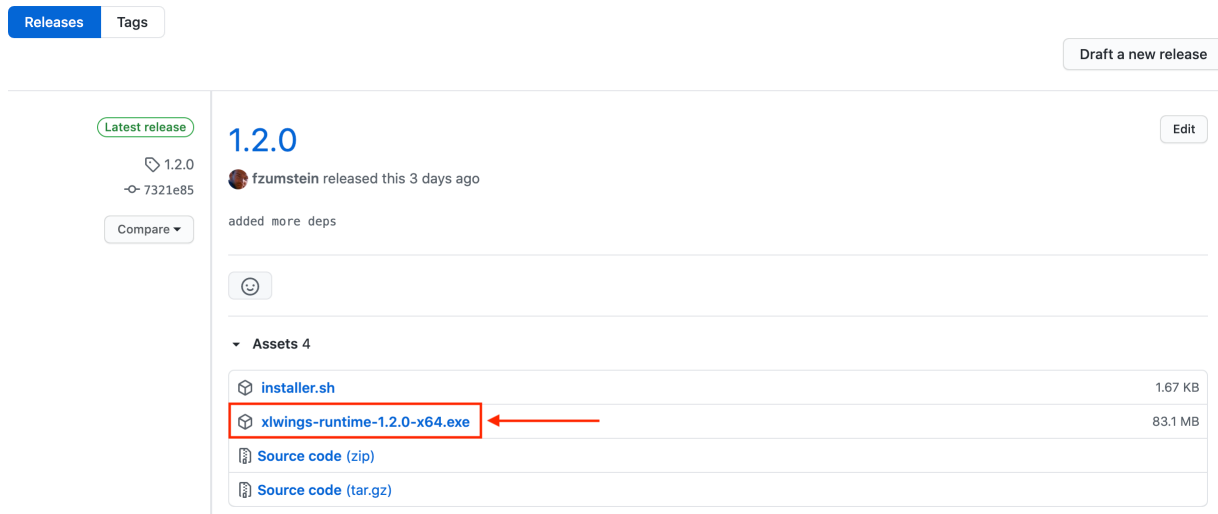 Releases Tags
Draft a new release
Latest release
1.2.0
7321e85
Compare
1.2.0
Edit
fzumstein released this 3 days ago
added more deps
Assets 4
installer.sh 1.67 KB
xlwings-runtime-1.2.0-x64.exe 83.1 MB
Source code (zip)
Source code (tar.gz)